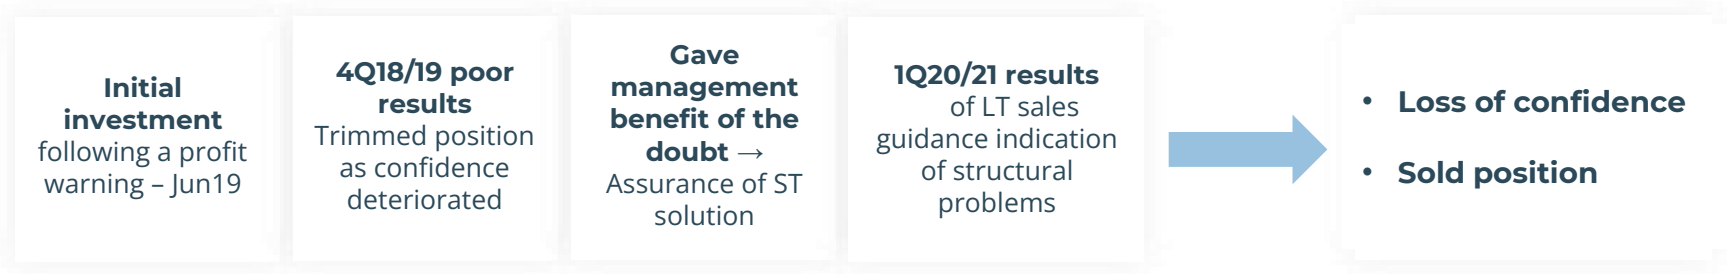 Initial
investment
following a profit
warning – Jun19
4Q18/19 poor
results
Trimmed position
as confidence
deteriorated
Gave
management
benefit of the
doubt →
Assurance of ST
solution
1Q20/21 results
of LT sales
guidance indication
of structural
problems
• Loss of confidence
• Sold position